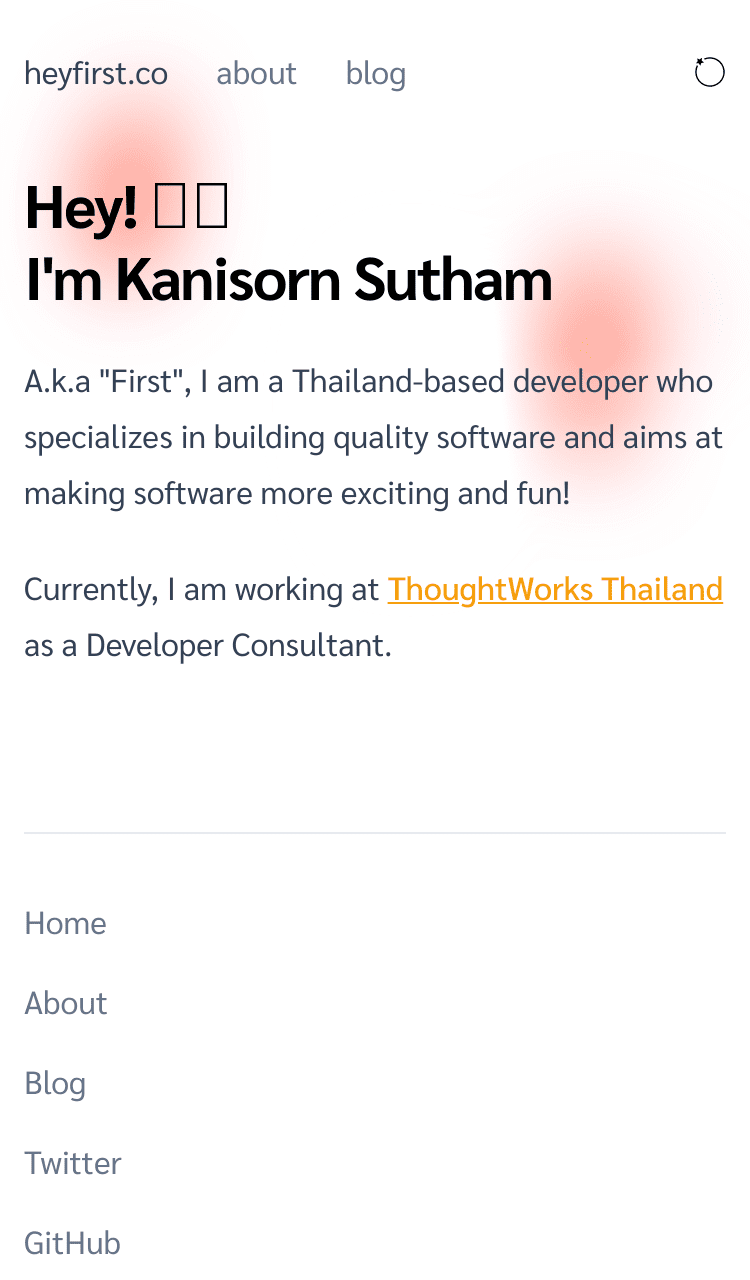 heyfirst.co about blog
Hey!
I'm Kanisorn Sutham
A.k.a "First", I am a Thailand-based developer who
specializes in building quality software and aims at
making software more exciting and fun!
Currently, I am working at ThoughtWorks Thailand
as a Developer Consultant.
Home
About
Blog
Twitter
GitHub